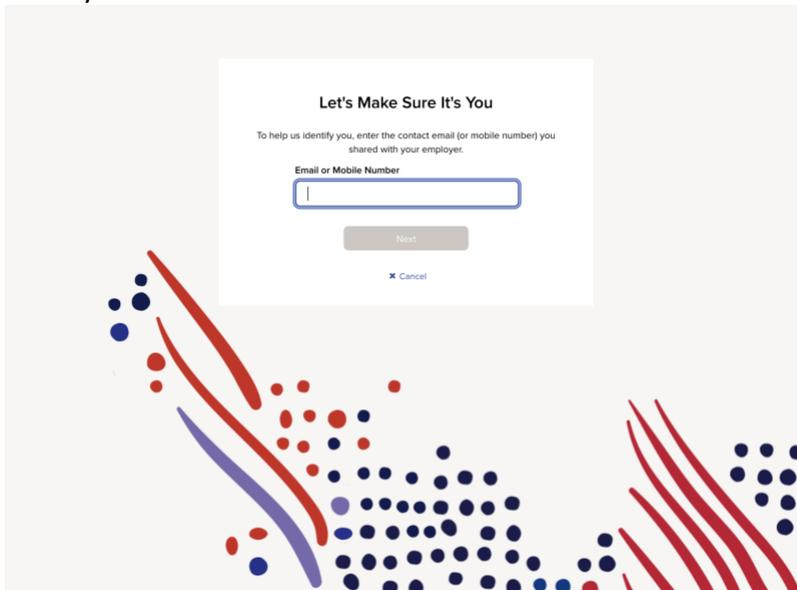 Let's Make Sure It's You
To help us identify you, enter the contact email (or mobile number) you
shared with your employer.
Email or Mobile Number
Next
✖ Cancel